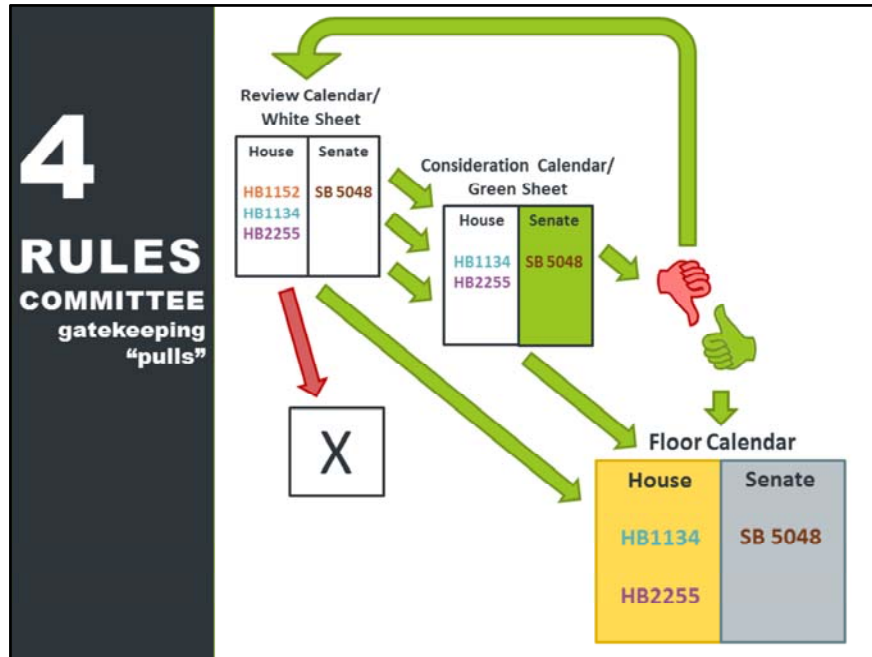 4
RULES
COMMITTEE
gatekeeping
“pulls”
Review Calendar/
White Sheet
House Senate
HB1152 SB 5048
HB1134
HB2255
Consideration Calendar/
Green Sheet
House Senate
HB1134 SB 5048
HB2255
X
Floor Calendar
House Senate
HB1134 SB 5048
HB2255